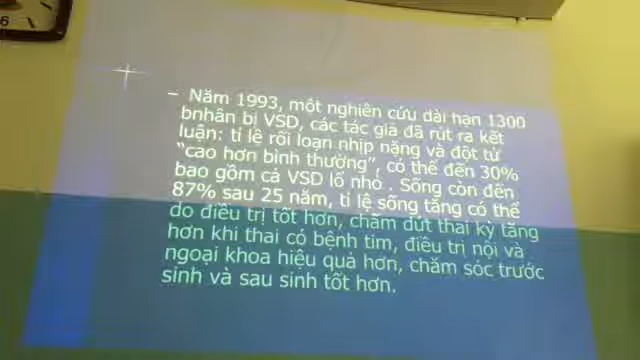 – Năm 1993, một nghiên cứu dài hạn 1300
bnhân bị VSD, các tác giả đã rút ra kết
luận: tỉ lệ rối loạn nhịp nặng và đột tử
“cao hơn bình thường”, có thể đến 30%
bao gồm cả VSD lổ nhỏ . Sống còn đến
87% sau 25 năm, tỉ lệ sống tăng có thể
do điều trị tốt hơn, chấm dứt thai kỳ tăng
hơn khi thai có bệnh tim, điều trị nội và
ngoại khoa hiệu quả hơn, chăm sóc trước
sinh và sau sinh tốt hơn.
6